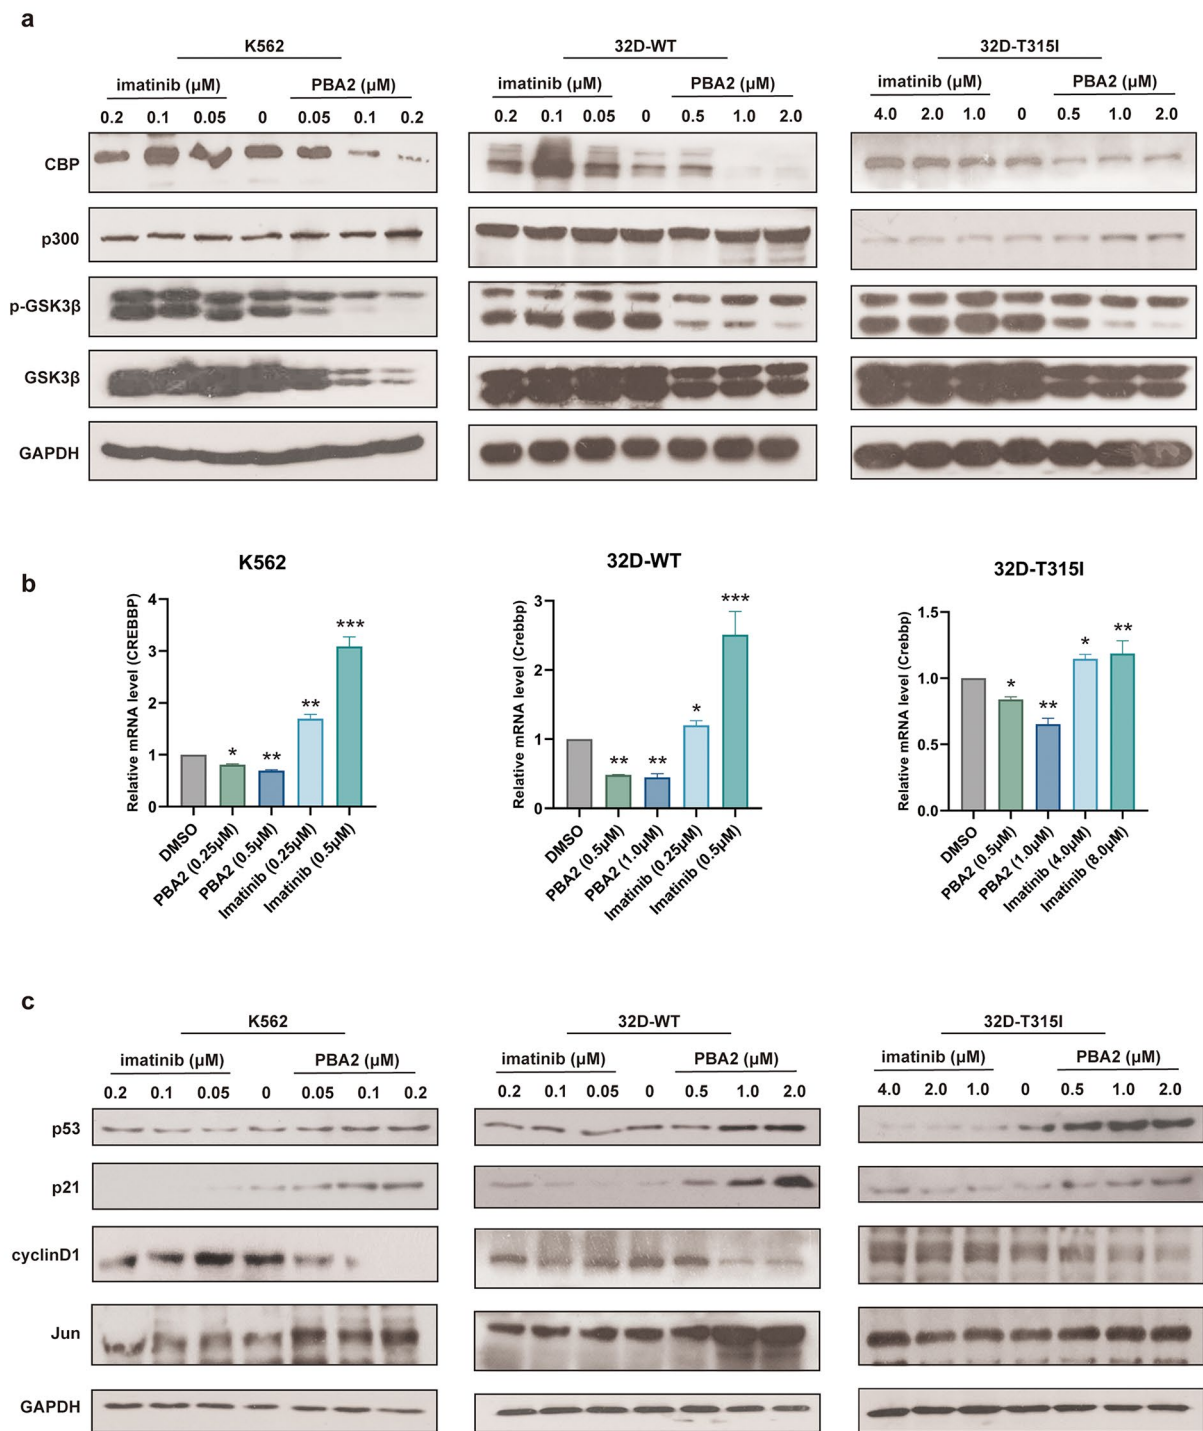 a
K562 32D-WT 32D-T315I
imatinib (μM) PBA2 (μM) imatinib (μM) PBA2 (μM) imatinib (μM) PBA2 (μM)
0.2 0.1 0.05 0 0.05 0.1 0.2 0.2 0.1 0.05 0 0.5 1.0 2.0 4.0 2.0 1.0 0 0.5 1.0 2.0
CBP
p300
p-GSK3β
GSK3β
GAPDH
b
K562
Relative mRNA level (CREBBP)
4
3
2
1
0
*
**
**
***
DMSO
PBA2 (0.25μM)
PBA2 (0.5μM)
Imatinib (0.25μM)
Imatinib (0.5μM)
32D-WT
Relative mRNA level (Crebbp)
3
2
1
0
**
**
*
***
DMSO
PBA2 (0.5μM)
PBA2 (1.0μM)
Imatinib (0.25μM)
Imatinib (0.5μM)
32D-T315I
Relative mRNA level (Crebbp)
1.5
1.0
0.5
0.0
*
**
*
**
DMSO
PBA2 (0.5μM)
PBA2 (1.0μM)
Imatinib (4.0μM)
Imatinib (8.0μM)
c
K562 32D-WT 32D-T315I
imatinib (μM) PBA2 (μM) imatinib (μM) PBA2 (μM) imatinib (μM) PBA2 (μM)
0.2 0.1 0.05 0 0.05 0.1 0.2 0.2 0.1 0.05 0 0.5 1.0 2.0 4.0 2.0 1.0 0 0.5 1.0 2.0
p53
p21
cyclinD1
Jun
GAPDH